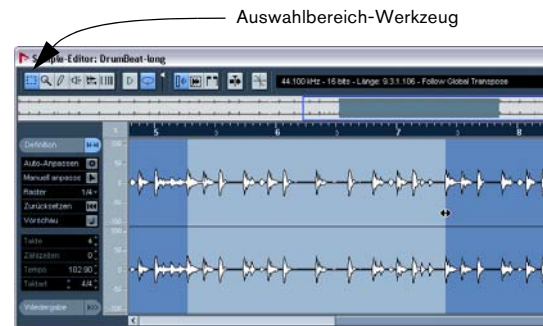 Auswahlbereich-Werkzeug
Sample-Editor: DrumBeat-long
44.100 kHz - 16 bits - Länge: 9.3.1.106 - Follow Global Transpose
5 6 7 8
Definition
Auto-Anpassen
Manuell anpasse
Raster 1/4
Zurücksetzen
Vorschau
Takte 4
Zählzeiten 0
Tempo 102.90
Taktart 4/4
Wiedergabe